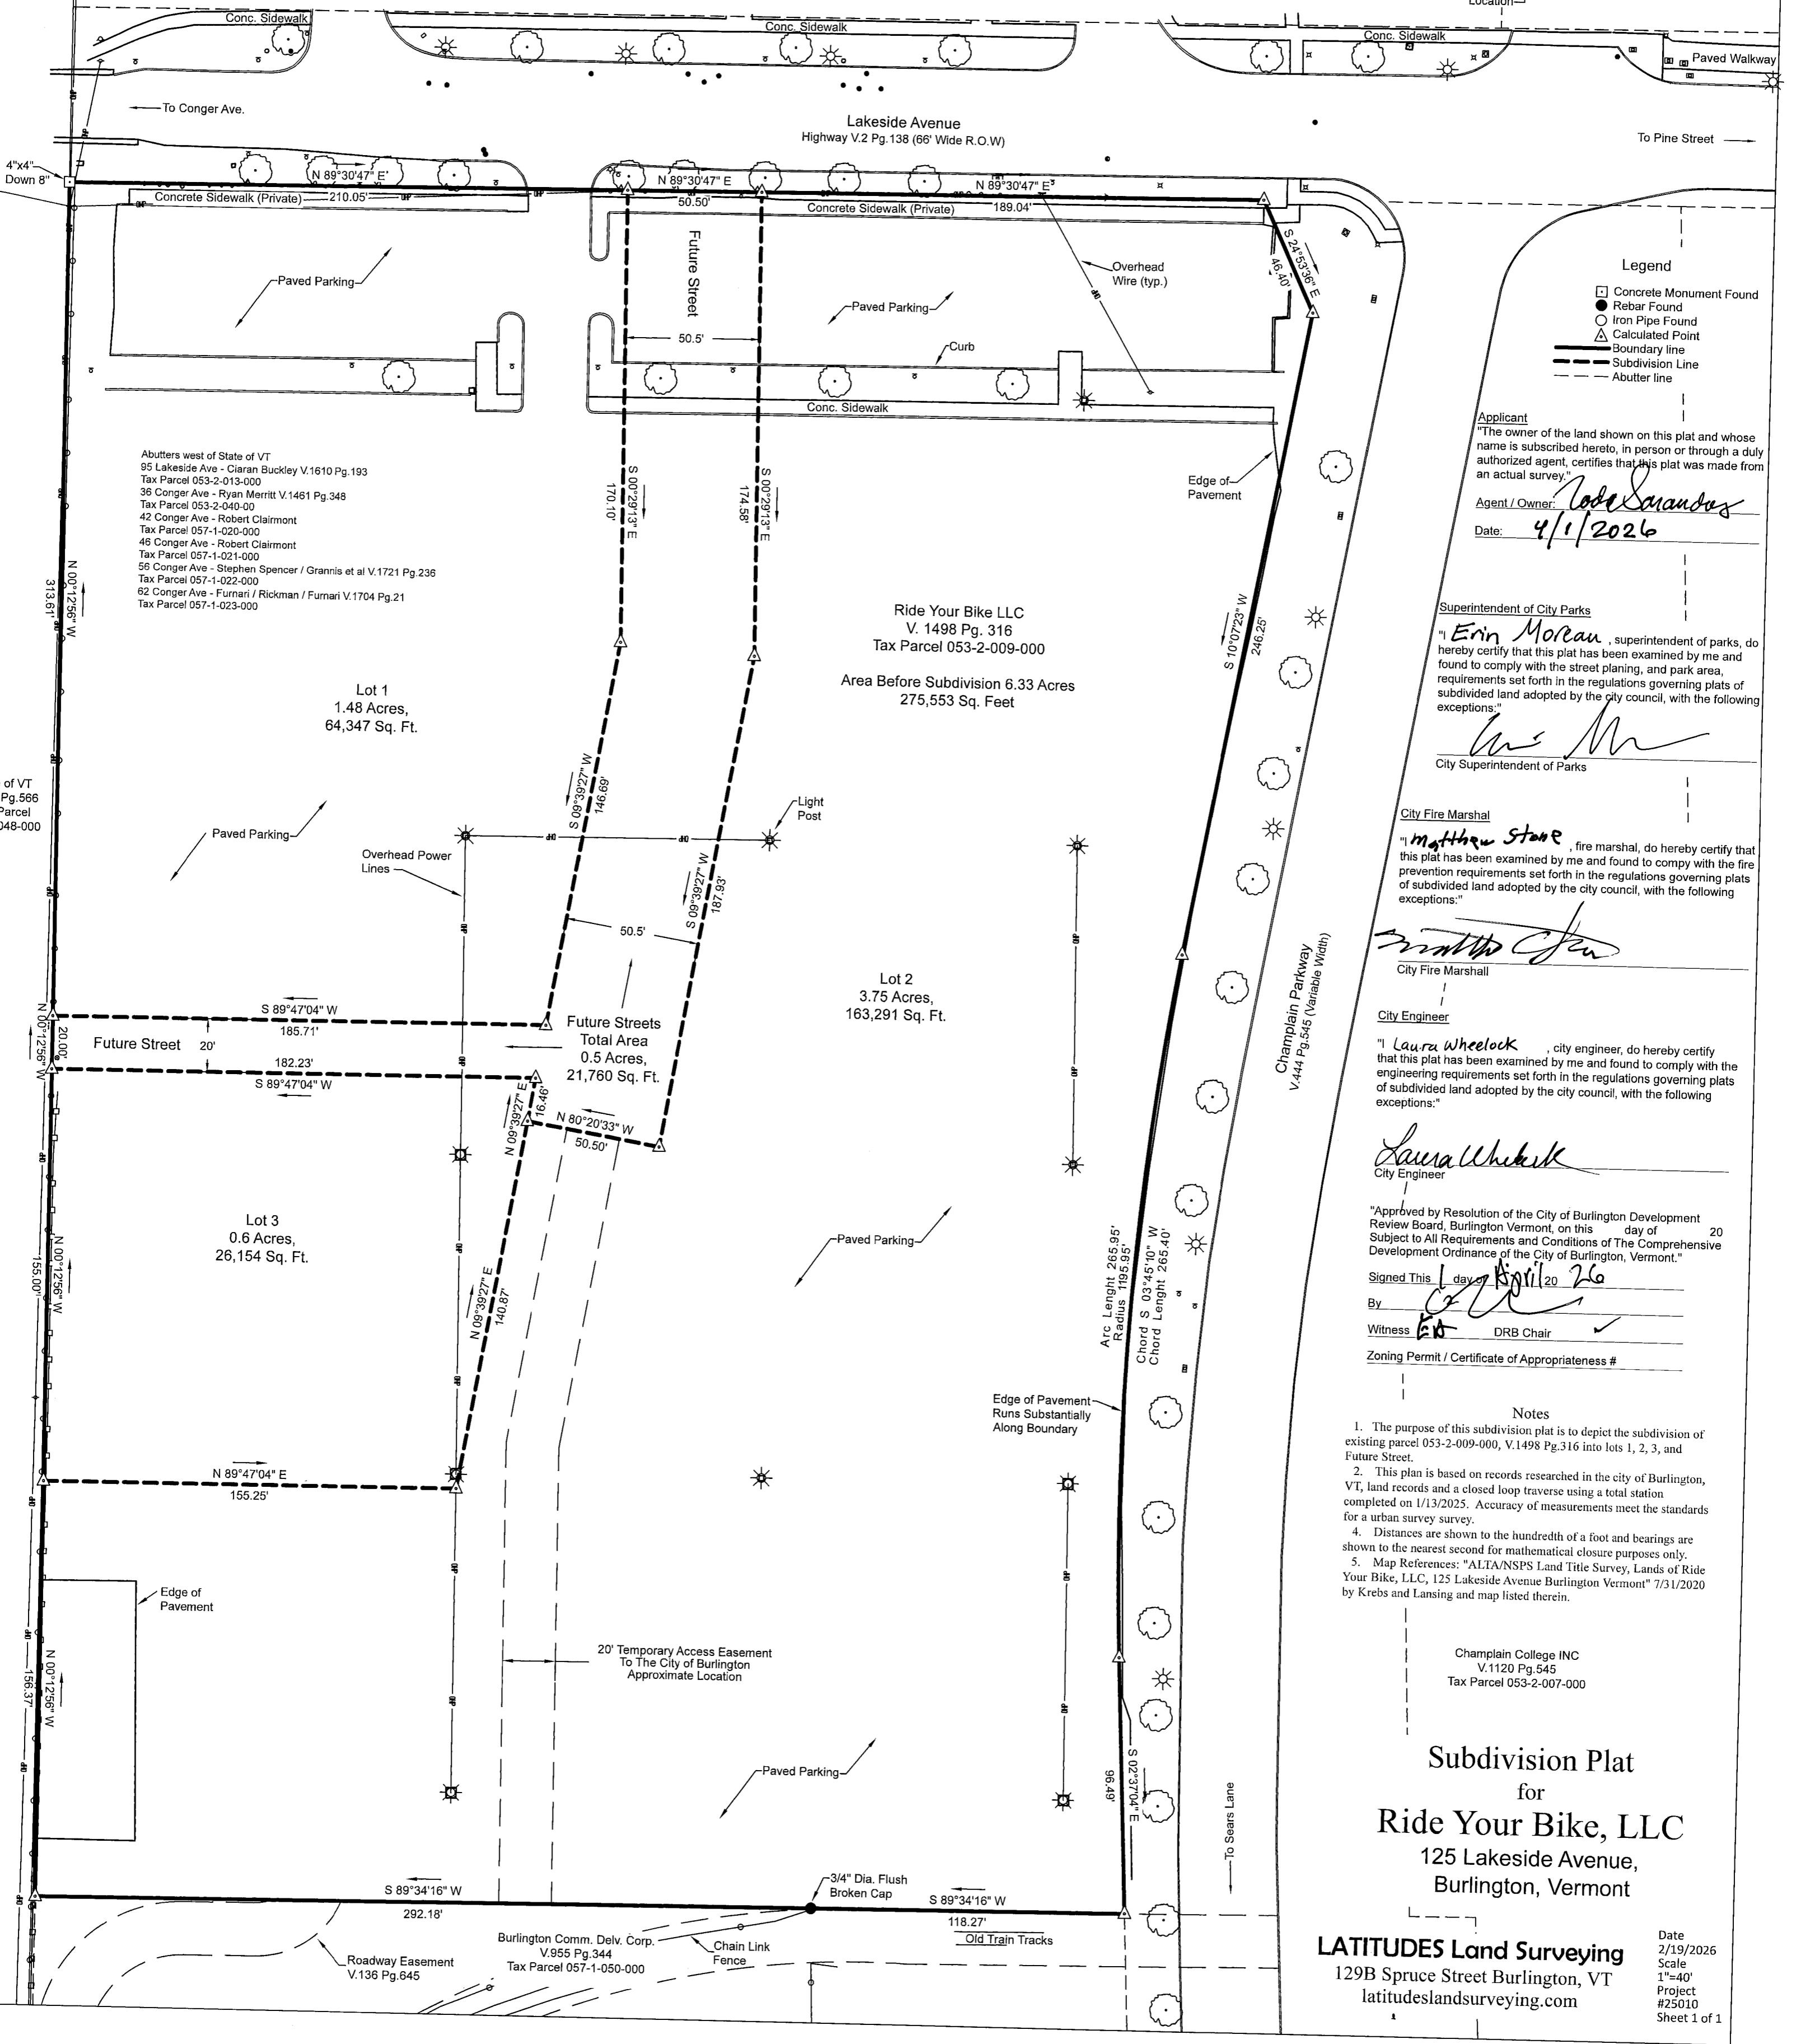 Location
Conc. Sidewalk
Conc. Sidewalk
Conc. Sidewalk
Paved Walkway
To Conger Ave.
Lakeside Avenue
Highway V.2 Pg.138 (66' Wide R.O.W)
To Pine Street
4"x4"
Down 8"
N 89°30'47" E
210.05'
Concrete Sidewalk (Private)
N 89°30'47" E
50.50'
N 89°30'47" E
189.04'
Concrete Sidewalk (Private)
S 24°53'36" E
46.40'
Future Street
Paved Parking
Overhead
Wire (typ.)
Paved Parking
50.5'
Curb
Conc. Sidewalk
Legend
Concrete Monument Found
Rebar Found
Iron Pipe Found
Calculated Point
Boundary line
Subdivision Line
Abutter line
Abutters west of State of VT
95 Lakeside Ave - Ciaran Buckley V.1610 Pg.193
Tax Parcel 053-2-013-000
36 Conger Ave - Ryan Merritt V.1461 Pg.348
Tax Parcel 053-2-040-00
42 Conger Ave - Robert Clairmont
Tax Parcel 057-1-020-000
46 Conger Ave - Robert Clairmont
Tax Parcel 057-1-021-000
56 Conger Ave - Stephen Spencer / Grannis et al V.1721 Pg.236
Tax Parcel 057-1-022-000
62 Conger Ave - Furnari / Rickman / Furnari V.1704 Pg.21
Tax Parcel 057-1-023-000
S 00°29'13" E
170.10'
S 00°29'13" E
174.58'
Edge of
Pavement
N 00°12'56" W
313.61'
S 10°07'23" W
246.25'
Ride Your Bike LLC
V. 1498 Pg. 316
Tax Parcel 053-2-009-000
Area Before Subdivision 6.33 Acres
275,553 Sq. Feet
Lot 1
1.48 Acres,
64,347 Sq. Ft.
of VT
Pg.566
Parcel
048-000
S 09°39'27" W
146.69'
Light
Post
Paved Parking
Overhead Power
Lines
S 09°39'27" W
187.93'
50.5'
Lot 2
3.75 Acres,
163,291 Sq. Ft.
Champlain Parkway
V.444 Pg.545 (Variable Width)
S 89°47'04" W
185.71'
N 00°12'56" W
20.00'
Future Street 20'
182.23'
S 89°47'04" W
Future Streets
Total Area
0.5 Acres,
21,760 Sq. Ft.
N 09°39'27" E
16.46'
N 80°20'33" W
50.50'
Lot 3
0.6 Acres,
26,154 Sq. Ft.
N 00°12'56" W
155.00'
N 09°39'27" E
140.87'
Paved Parking
Arc Lenght 265.95'
Radius 1195.95'
Chord S 03°45'10" W
Chord Lenght 265.40'
Edge of Pavement
Runs Substantially
Along Boundary
N 89°47'04" E
155.25'
Edge of
Pavement
N 00°12'56" W
156.37'
20' Temporary Access Easement
To The City of Burlington
Approximate Location
Paved Parking
S 02°37'04" E
96.49'
To Sears Lane
S 89°34'16" W
292.18'
3/4" Dia. Flush
Broken Cap
S 89°34'16" W
118.27'
Old Train Tracks
Burlington Comm. Delv. Corp.
V.955 Pg.344
Tax Parcel 057-1-050-000
Chain Link
Fence
Roadway Easement
V.136 Pg.645
Applicant
"The owner of the land shown on this plat and whose
name is subscribed hereto, in person or through a duly
authorized agent, certifies that this plat was made from
an actual survey."
Agent / Owner:
Date: 4/1/2026
Superintendent of City Parks
"I Erin Moreau , superintendent of parks, do
hereby certify that this plat has been examined by me and
found to comply with the street planing, and park area,
requirements set forth in the regulations governing plats of
subdivided land adopted by the city council, with the following
exceptions:"
City Superintendent of Parks
City Fire Marshal
"I Matthew Stone , fire marshal, do hereby certify that
this plat has been examined by me and found to compy with the fire
prevention requirements set forth in the regulations governing plats
of subdivided land adopted by the city council, with the following
exceptions:"
City Fire Marshall
City Engineer
"I Laura Wheelock , city engineer, do hereby certify
that this plat has been examined by me and found to comply with the
engineering requirements set forth in the regulations governing plats
of subdivided land adopted by the city council, with the following
exceptions:"
Laura Wheelock
City Engineer
"Approved by Resolution of the City of Burlington Development
Review Board, Burlington Vermont, on this day of 20
Subject to All Requirements and Conditions of The Comprehensive
Development Ordinance of the City of Burlington, Vermont."
Signed This 1 day of April 20 26
By
Witness EA DRB Chair ✓
Zoning Permit / Certificate of Appropriateness #
Notes
1. The purpose of this subdivision plat is to depict the subdivision of
existing parcel 053-2-009-000, V.1498 Pg.316 into lots 1, 2, 3, and
Future Street.
2. This plan is based on records researched in the city of Burlington,
VT, land records and a closed loop traverse using a total station
completed on 1/13/2025. Accuracy of measurements meet the standards
for a urban survey survey.
4. Distances are shown to the hundredth of a foot and bearings are
shown to the nearest second for mathematical closure purposes only.
5. Map References: "ALTA/NSPS Land Title Survey, Lands of Ride
Your Bike, LLC, 125 Lakeside Avenue Burlington Vermont" 7/31/2020
by Krebs and Lansing and map listed therein.
Champlain College INC
V.1120 Pg.545
Tax Parcel 053-2-007-000
Subdivision Plat
for
Ride Your Bike, LLC
125 Lakeside Avenue,
Burlington, Vermont
LATITUDES Land Surveying
129B Spruce Street Burlington, VT
latitudeslandsurveying.com
Date
2/19/2026
Scale
1"=40'
Project
#25010
Sheet 1 of 1